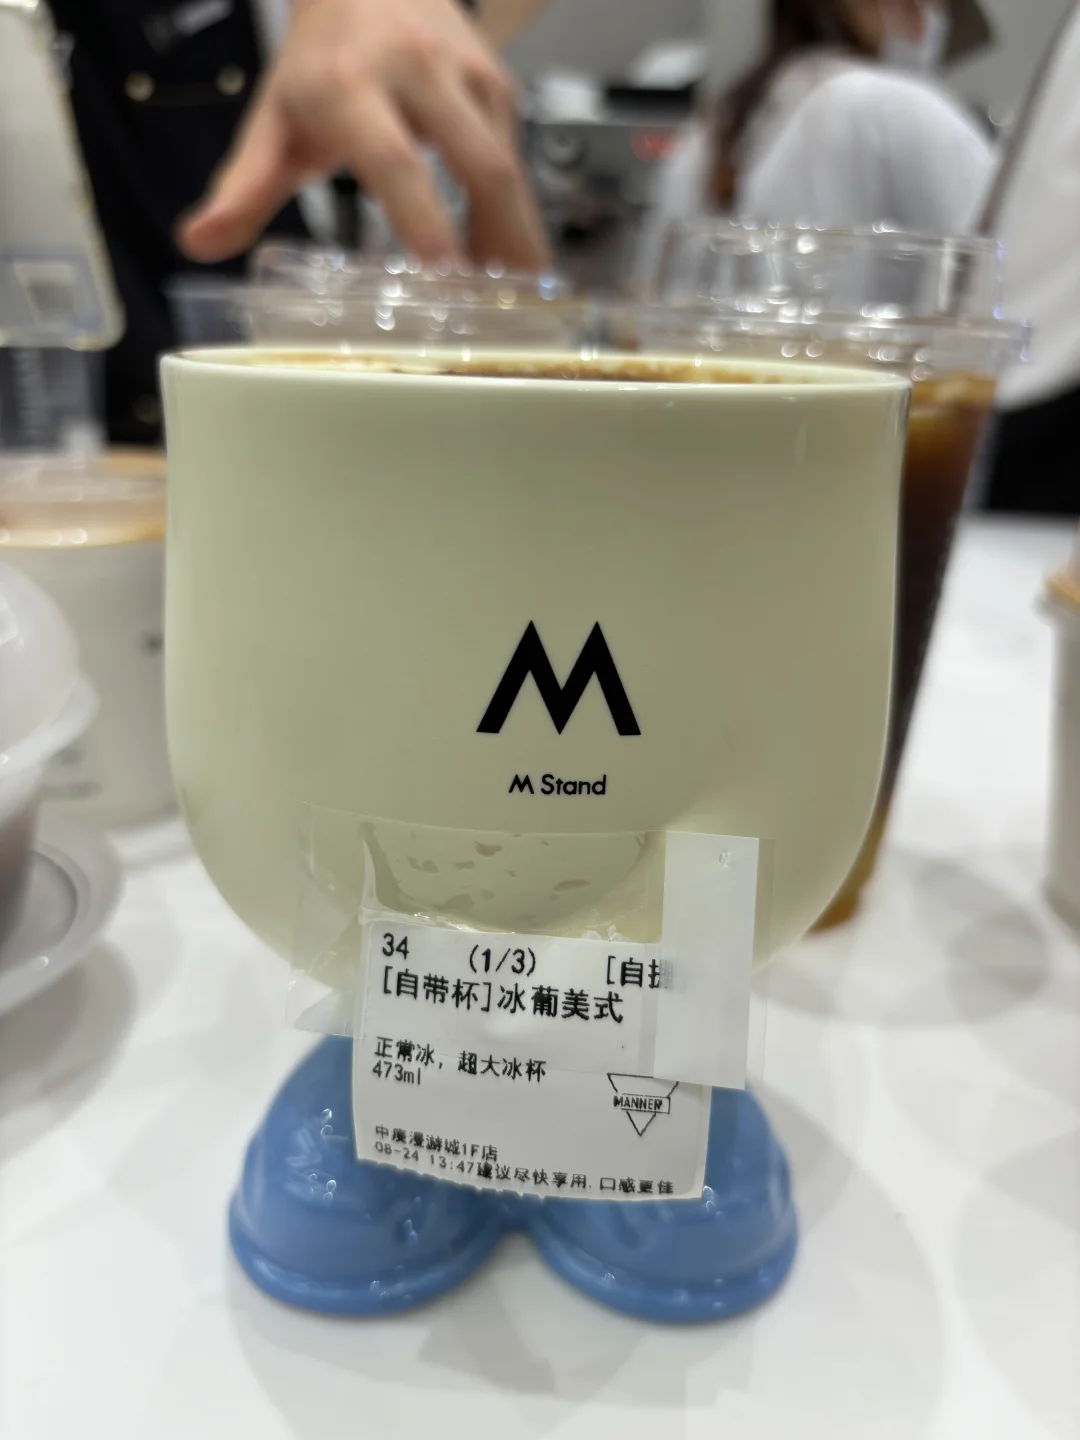 M
M Stand
34 (1/3) [自提
[自带杯]冰葡美式
正常冰, 超大冰杯
473ml
MANNER
中庚漫游城1F店
08-24 13:47建议尽快享用,口感更佳